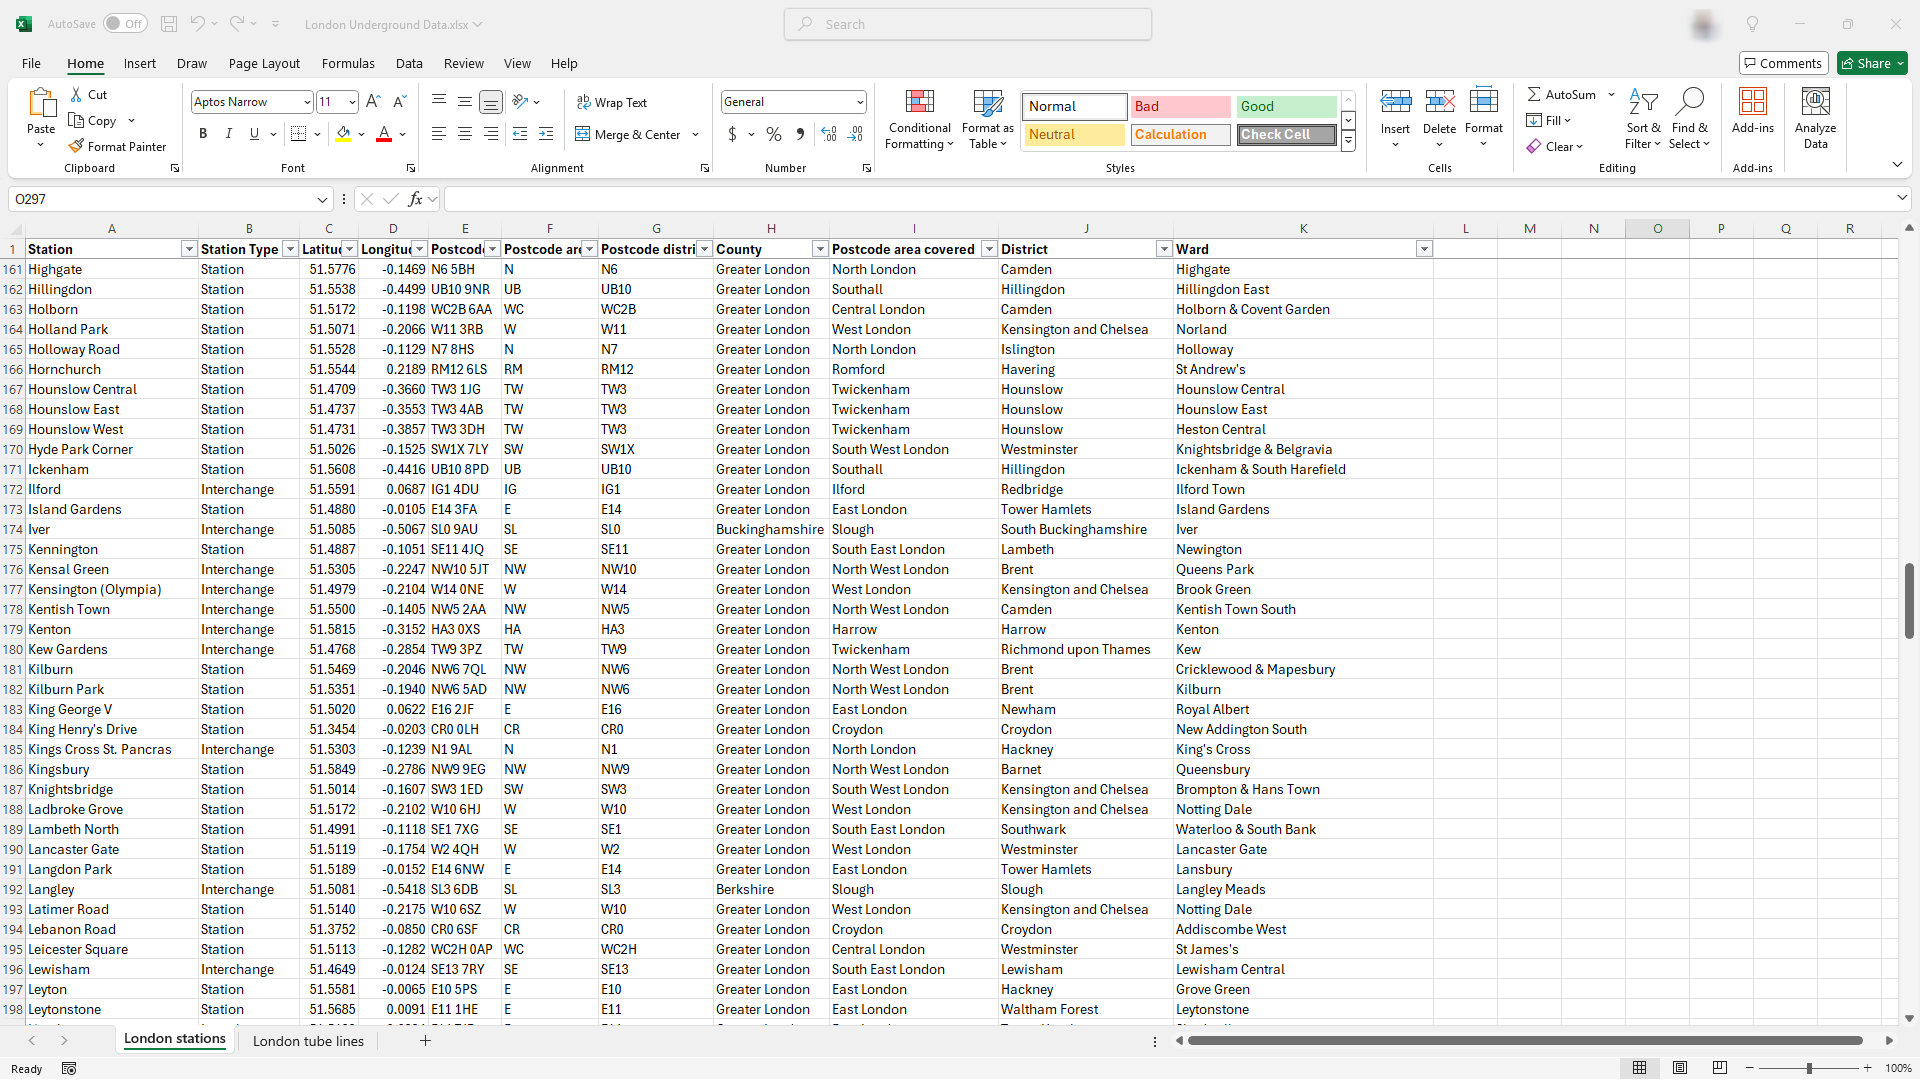 AutoSave Off London Underground Data.xlsx Search
File Home Insert Draw Page Layout Formulas Data Review View Help Comments Share
Paste Cut Copy Format Painter Clipboard
Aptos Narrow 11 A A B I U A Font
ab Wrap Text Merge & Center Alignment
General $ % , Number
Conditional Formatting Format as Table Normal Bad Good Neutral Calculation Check Cell Styles
Insert Delete Format Cells
AutoSum Fill Clear Sort & Filter Find & Select Editing
Add-ins Add-ins Analyze Data
O297 fx
A B C D E F G H I J K L M N O P Q R
1 Station Station Type Latitu Longitu Postcod Postcode are Postcode distri County Postcode area covered District Ward
161 Highgate Station 51.5776 -0.1469 N6 5BH N N6 Greater London North London Camden Highgate
162 Hillingdon Station 51.5538 -0.4499 UB10 9NR UB UB10 Greater London Southall Hillingdon Hillingdon East
163 Holborn Station 51.5172 -0.1198 WC2B 6AA WC WC2B Greater London Central London Camden Holborn & Covent Garden
164 Holland Park Station 51.5071 -0.2066 W11 3RB W W11 Greater London West London Kensington and Chelsea Norland
165 Holloway Road Station 51.5528 -0.1129 N7 8HS N N7 Greater London North London Islington Holloway
166 Hornchurch Station 51.5544 0.2189 RM12 6LS RM RM12 Greater London Romford Havering St Andrew's
167 Hounslow Central Station 51.4709 -0.3660 TW3 1JG TW TW3 Greater London Twickenham Hounslow Hounslow Central
168 Hounslow East Station 51.4737 -0.3553 TW3 4AB TW TW3 Greater London Twickenham Hounslow Hounslow East
169 Hounslow West Station 51.4731 -0.3857 TW3 3DH TW TW3 Greater London Twickenham Hounslow Heston Central
170 Hyde Park Corner Station 51.5026 -0.1525 SW1X 7LY SW SW1X Greater London South West London Westminster Knightsbridge & Belgravia
171 Ickenham Station 51.5608 -0.4416 UB10 8PD UB UB10 Greater London Southall Hillingdon Ickenham & South Harefield
172 Ilford Interchange 51.5591 0.0687 IG1 4DU IG IG1 Greater London Ilford Redbridge Ilford Town
173 Island Gardens Station 51.4880 -0.0105 E14 3FA E E14 Greater London East London Tower Hamlets Island Gardens
174 Iver Interchange 51.5085 -0.5067 SL0 9AU SL SL0 Buckinghamshire Slough South Buckinghamshire Iver
175 Kennington Station 51.4887 -0.1051 SE11 4JQ SE SE11 Greater London South East London Lambeth Newington
176 Kensal Green Interchange 51.5305 -0.2247 NW10 5JT NW NW10 Greater London North West London Brent Queens Park
177 Kensington (Olympia) Interchange 51.4979 -0.2104 W14 0NE W W14 Greater London West London Kensington and Chelsea Brook Green
178 Kentish Town Interchange 51.5500 -0.1405 NW5 2AA NW NW5 Greater London North West London Camden Kentish Town South
179 Kenton Interchange 51.5815 -0.3152 HA3 0XS HA HA3 Greater London Harrow Harrow Kenton
180 Kew Gardens Interchange 51.4768 -0.2854 TW9 3PZ TW TW9 Greater London Twickenham Richmond upon Thames Kew
181 Kilburn Station 51.5469 -0.2046 NW6 7QL NW NW6 Greater London North West London Brent Cricklewood & Mapesbury
182 Kilburn Park Station 51.5351 -0.1940 NW6 5AD NW NW6 Greater London North West London Brent Kilburn
183 King George V Station 51.5020 0.0622 E16 2JF E E16 Greater London East London Newham Royal Albert
184 King Henry's Drive Station 51.3454 -0.0203 CR0 0LH CR CR0 Greater London Croydon Croydon New Addington South
185 Kings Cross St. Pancras Interchange 51.5303 -0.1239 N1 9AL N N1 Greater London North London Hackney King's Cross
186 Kingsbury Station 51.5849 -0.2786 NW9 9EG NW NW9 Greater London North West London Barnet Queensbury
187 Knightsbridge Station 51.5014 -0.1607 SW3 1ED SW SW3 Greater London South West London Kensington and Chelsea Brompton & Hans Town
188 Ladbroke Grove Station 51.5172 -0.2102 W10 6HJ W W10 Greater London West London Kensington and Chelsea Notting Dale
189 Lambeth North Station 51.4991 -0.1118 SE1 7XG SE SE1 Greater London South East London Southwark Waterloo & South Bank
190 Lancaster Gate Station 51.5119 -0.1754 W2 4QH W W2 Greater London West London Westminster Lancaster Gate
191 Langdon Park Station 51.5189 -0.0152 E14 6NW E E14 Greater London East London Tower Hamlets Lansbury
192 Langley Interchange 51.5081 -0.5418 SL3 6DB SL SL3 Berkshire Slough Slough Langley Meads
193 Latimer Road Station 51.5140 -0.2175 W10 6SZ W W10 Greater London West London Kensington and Chelsea Notting Dale
194 Lebanon Road Station 51.3752 -0.0850 CR0 6SF CR CR0 Greater London Croydon Croydon Addiscombe West
195 Leicester Square Station 51.5113 -0.1282 WC2H 0AP WC WC2H Greater London Central London Westminster St James's
196 Lewisham Interchange 51.4649 -0.0124 SE13 7RY SE SE13 Greater London South East London Lewisham Lewisham Central
197 Leyton Station 51.5581 -0.0065 E10 5PS E E10 Greater London East London Hackney Grove Green
198 Leytonstone Station 51.5685 0.0091 E11 1HE E E11 Greater London East London Waltham Forest Leytonstone
London stations London tube lines
Ready 100%